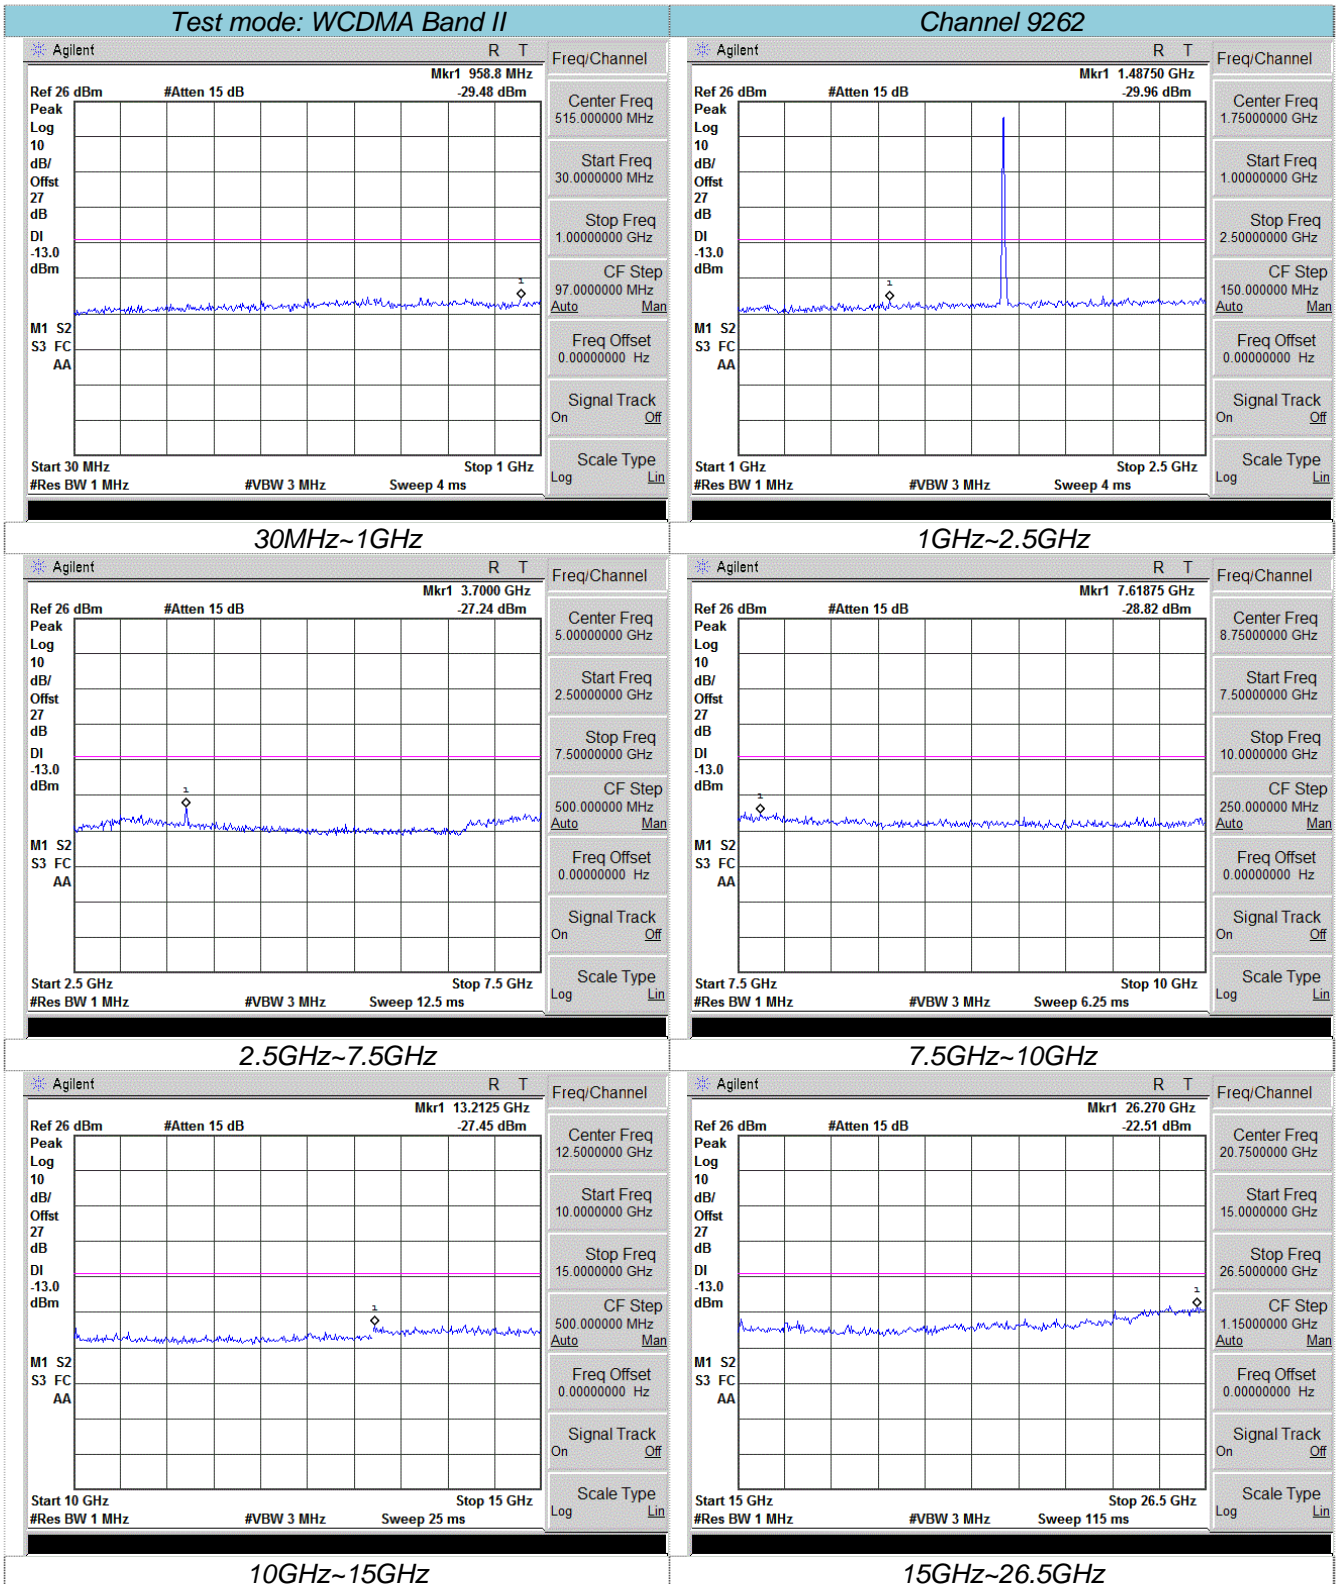 Test mode: WCDMA Band II
Channel 9262
Agilent
R T
Freq/Channel
Mkr1 958.8 MHz
Ref 26 dBm
#Atten 15 dB
-29.48 dBm
Peak
Log
10
dB/
Offst
27
dB
DI
-13.0
dBm
M1 S2
S3 FC
AA
1
Start 30 MHz
Stop 1 GHz
#Res BW 1 MHz
#VBW 3 MHz
Sweep 4 ms
Center Freq
515.000000 MHz
Start Freq
30.0000000 MHz
Stop Freq
1.00000000 GHz
CF Step
97.0000000 MHz
Auto Man
Freq Offset
0.00000000 Hz
Signal Track
On Off
Scale Type
Log Lin
Agilent
R T
Freq/Channel
Mkr1 1.48750 GHz
Ref 26 dBm
#Atten 15 dB
-29.96 dBm
Peak
Log
10
dB/
Offst
27
dB
DI
-13.0
dBm
M1 S2
S3 FC
AA
1
Start 1 GHz
Stop 2.5 GHz
#Res BW 1 MHz
#VBW 3 MHz
Sweep 4 ms
Center Freq
1.75000000 GHz
Start Freq
1.00000000 GHz
Stop Freq
2.50000000 GHz
CF Step
150.000000 MHz
Auto Man
Freq Offset
0.00000000 Hz
Signal Track
On Off
Scale Type
Log Lin
30MHz~1GHz
1GHz~2.5GHz
Agilent
R T
Freq/Channel
Mkr1 3.7000 GHz
Ref 26 dBm
#Atten 15 dB
-27.24 dBm
Peak
Log
10
dB/
Offst
27
dB
DI
-13.0
dBm
M1 S2
S3 FC
AA
1
Start 2.5 GHz
Stop 7.5 GHz
#Res BW 1 MHz
#VBW 3 MHz
Sweep 12.5 ms
Center Freq
5.00000000 GHz
Start Freq
2.50000000 GHz
Stop Freq
7.50000000 GHz
CF Step
500.000000 MHz
Auto Man
Freq Offset
0.00000000 Hz
Signal Track
On Off
Scale Type
Log Lin
Agilent
R T
Freq/Channel
Mkr1 7.61875 GHz
Ref 26 dBm
#Atten 15 dB
-28.82 dBm
Peak
Log
10
dB/
Offst
27
dB
DI
-13.0
dBm
M1 S2
S3 FC
AA
1
Start 7.5 GHz
Stop 10 GHz
#Res BW 1 MHz
#VBW 3 MHz
Sweep 6.25 ms
Center Freq
8.75000000 GHz
Start Freq
7.50000000 GHz
Stop Freq
10.0000000 GHz
CF Step
250.000000 MHz
Auto Man
Freq Offset
0.00000000 Hz
Signal Track
On Off
Scale Type
Log Lin
2.5GHz~7.5GHz
7.5GHz~10GHz
Agilent
R T
Freq/Channel
Mkr1 13.2125 GHz
Ref 26 dBm
#Atten 15 dB
-27.45 dBm
Peak
Log
10
dB/
Offst
27
dB
DI
-13.0
dBm
M1 S2
S3 FC
AA
1
Start 10 GHz
Stop 15 GHz
#Res BW 1 MHz
#VBW 3 MHz
Sweep 25 ms
Center Freq
12.5000000 GHz
Start Freq
10.0000000 GHz
Stop Freq
15.0000000 GHz
CF Step
500.000000 MHz
Auto Man
Freq Offset
0.00000000 Hz
Signal Track
On Off
Scale Type
Log Lin
Agilent
R T
Freq/Channel
Mkr1 26.270 GHz
Ref 26 dBm
#Atten 15 dB
-22.51 dBm
Peak
Log
10
dB/
Offst
27
dB
DI
-13.0
dBm
M1 S2
S3 FC
AA
1
Start 15 GHz
Stop 26.5 GHz
#Res BW 1 MHz
#VBW 3 MHz
Sweep 115 ms
Center Freq
20.7500000 GHz
Start Freq
15.0000000 GHz
Stop Freq
26.5000000 GHz
CF Step
1.15000000 GHz
Auto Man
Freq Offset
0.00000000 Hz
Signal Track
On Off
Scale Type
Log Lin
10GHz~15GHz
15GHz~26.5GHz